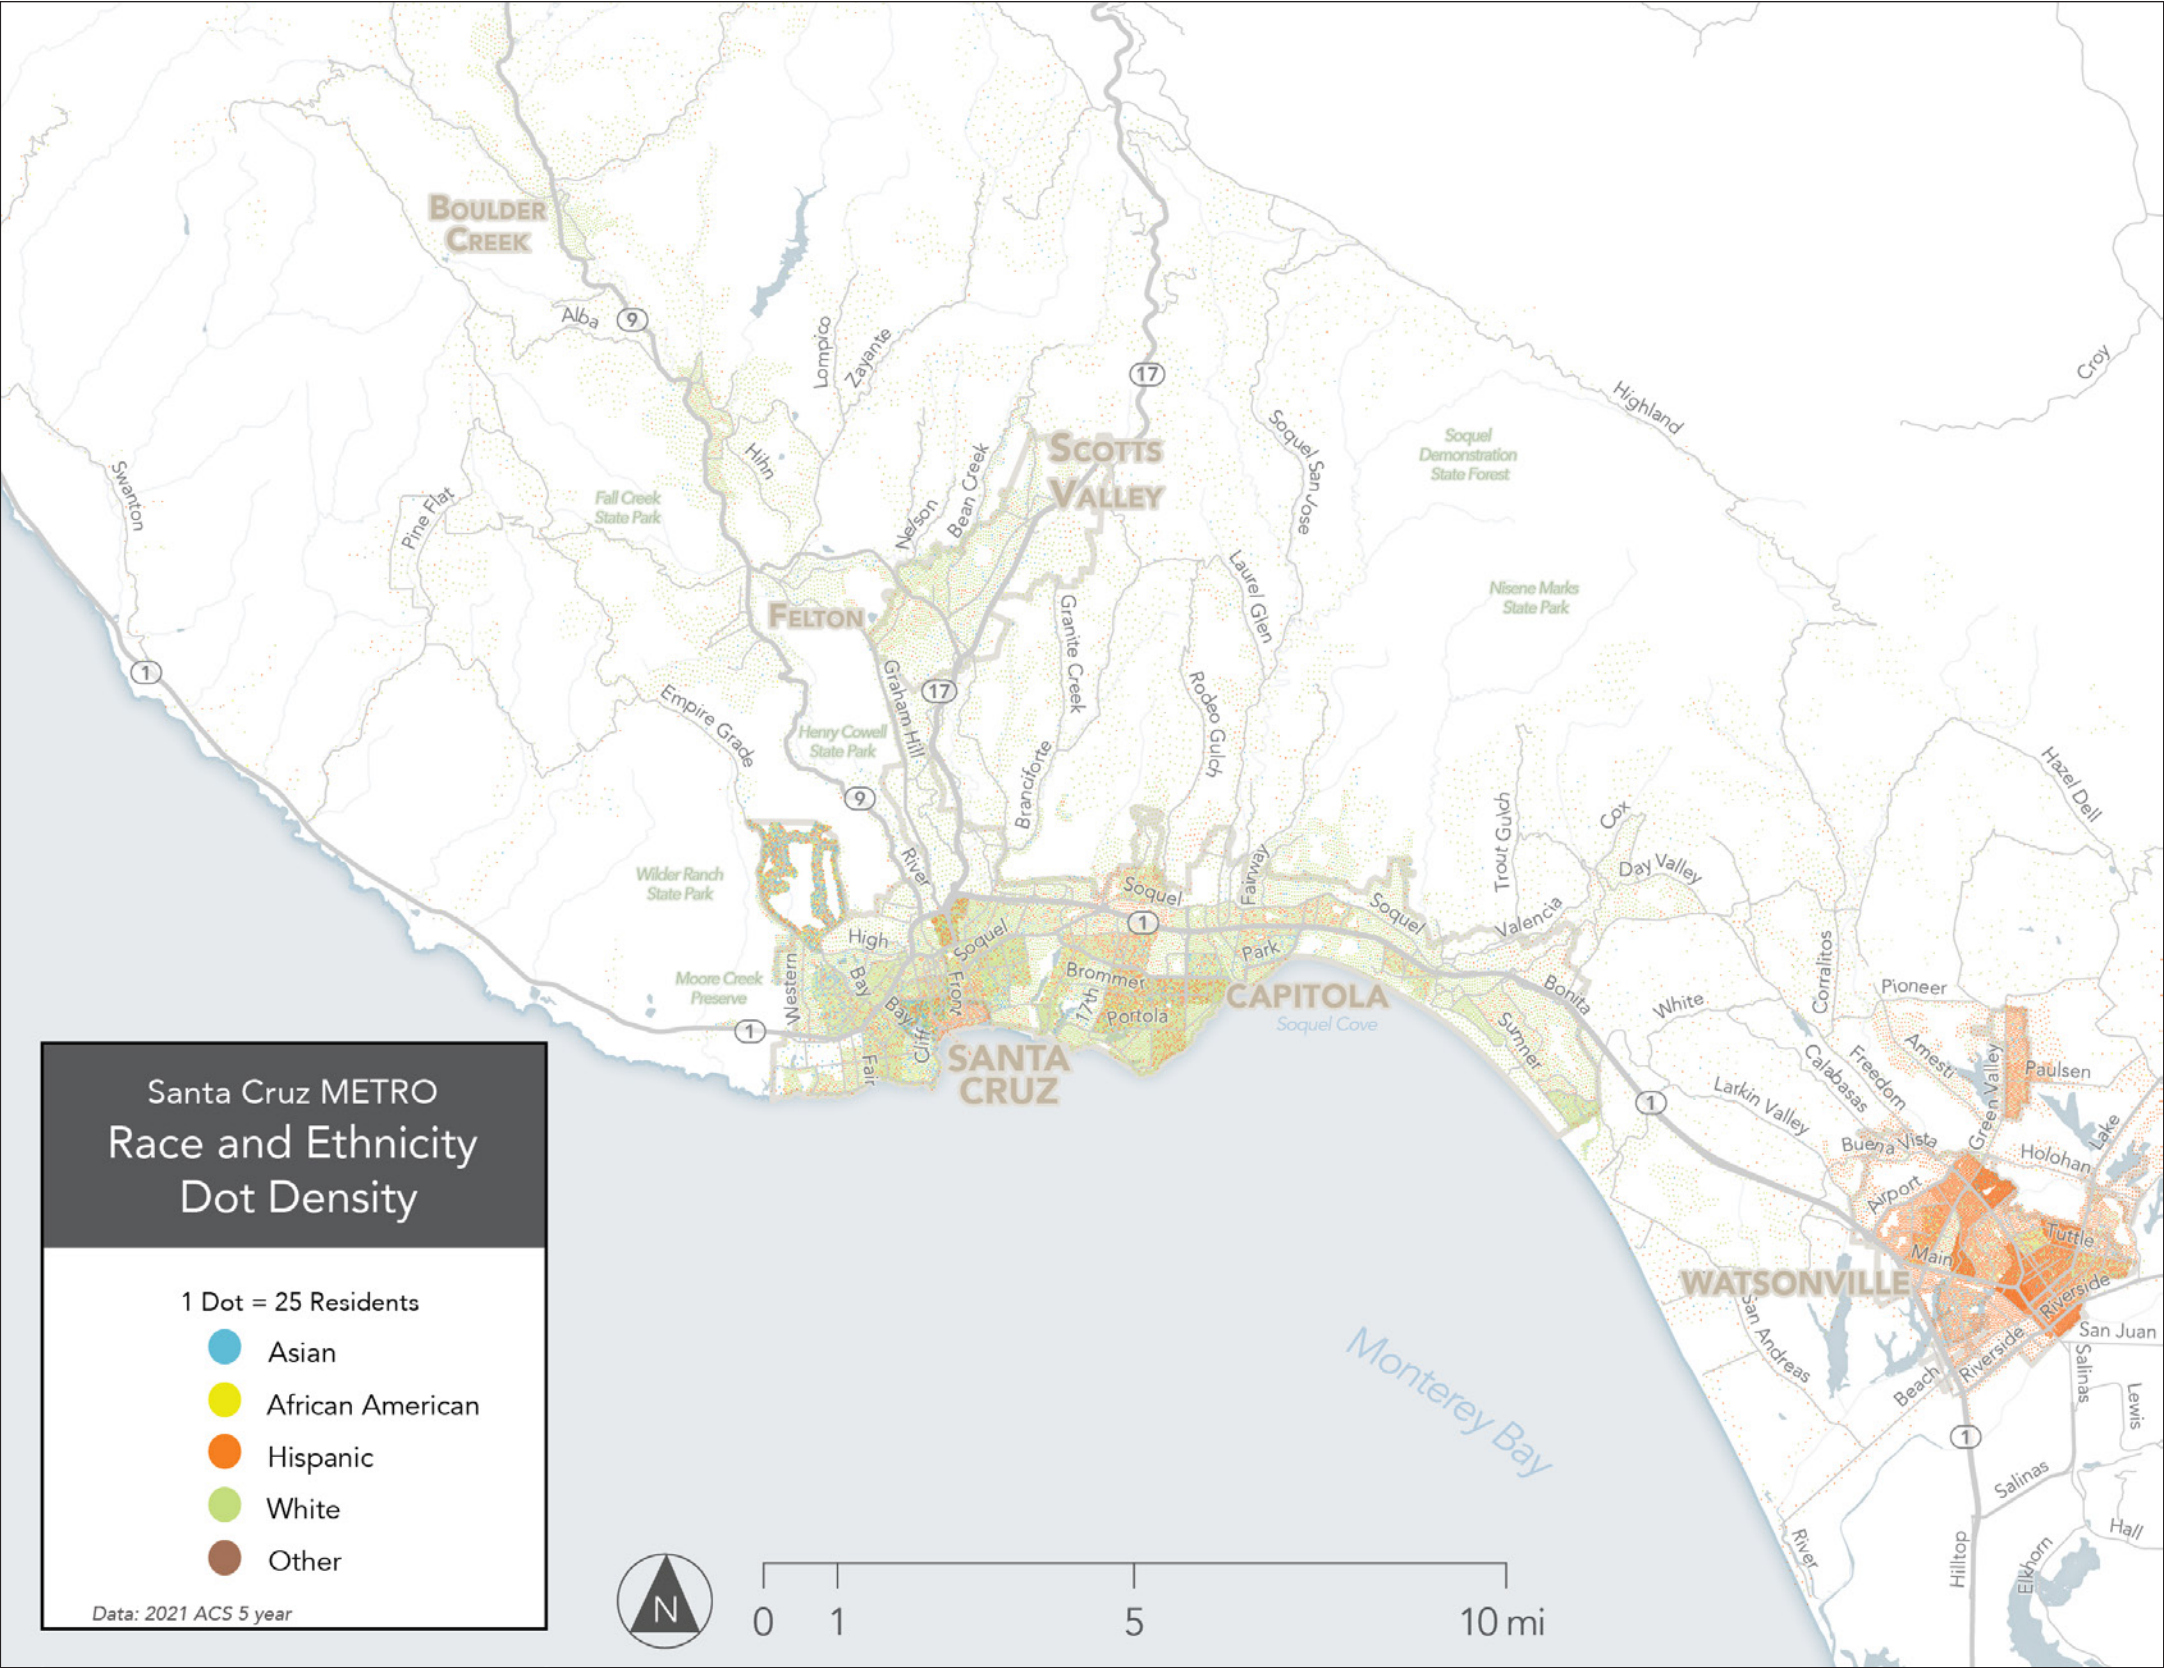 BOULDER
CREEK
Alba
9
Lompico
Zayante
17
Croy
Highland
Hihn
Swanton
Pine Flat
Fall Creek
State Park
Nelson
Bean Creek
SCOTTS
VALLEY
Soquel San Jose
Soquel
Demonstration
State Forest
Laurel Glen
Nisene Marks
State Park
FELTON
Granite Creek
1
Empire Grade
Graham Hill
17
Rodeo Gulch
Henry Cowell
State Park
Branciforte
9
Trout Gulch
Cox
Hazel Dell
Wilder Ranch
State Park
River
Fairway
Day Valley
Soquel
1
Soquel
Valencia
High
Soquel
Park
Corralitos
Moore Creek
Preserve
Western
Bay
Front
Brommer
17th
Portola
CAPITOLA
Soquel Cove
Bonita
White
Pioneer
1
Bay
Cliff
Fair
SANTA
CRUZ
Sumner
Calabasas
Freedom
Amesti
Green Valley
Paulsen
1
Larkin Valley
Buena Vista
Lake
Holohan
Airport
Main
Tuttle
WATSONVILLE
Riverside
San Andreas
Riverside
San Juan
Beach
Salinas
Lewis
1
Monterey Bay
Salinas
Hall
River
Hilltop
Elkhorn
Santa Cruz METRO
Race and Ethnicity
Dot Density
1 Dot = 25 Residents
Asian
African American
Hispanic
White
Other
Data: 2021 ACS 5 year
N
0 1 5 10 mi